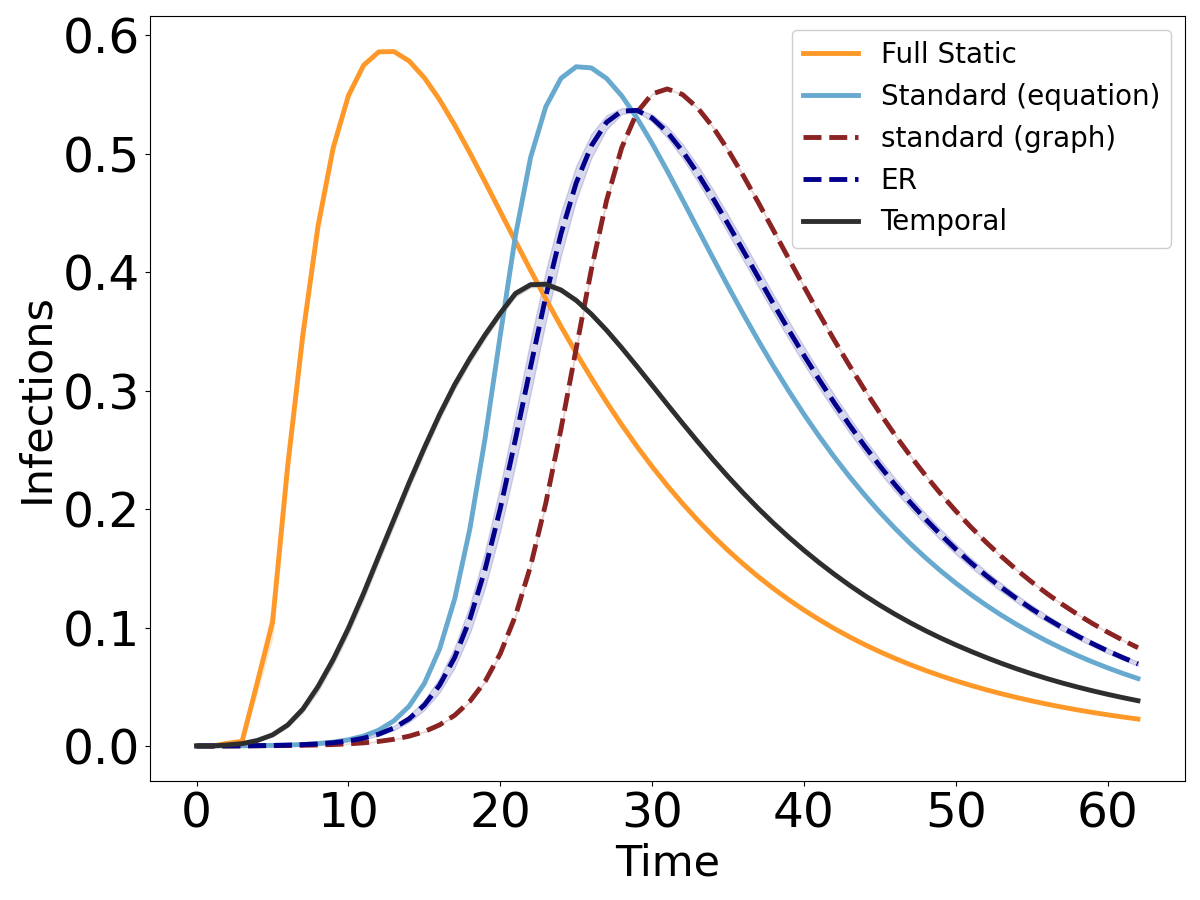 0.6
0.5
0.4
0.3
0.2
0.1
0.0
Infections
Full Static
Standard (equation)
standard (graph)
ER
Temporal
0 10 20 30 40 50 60
Time